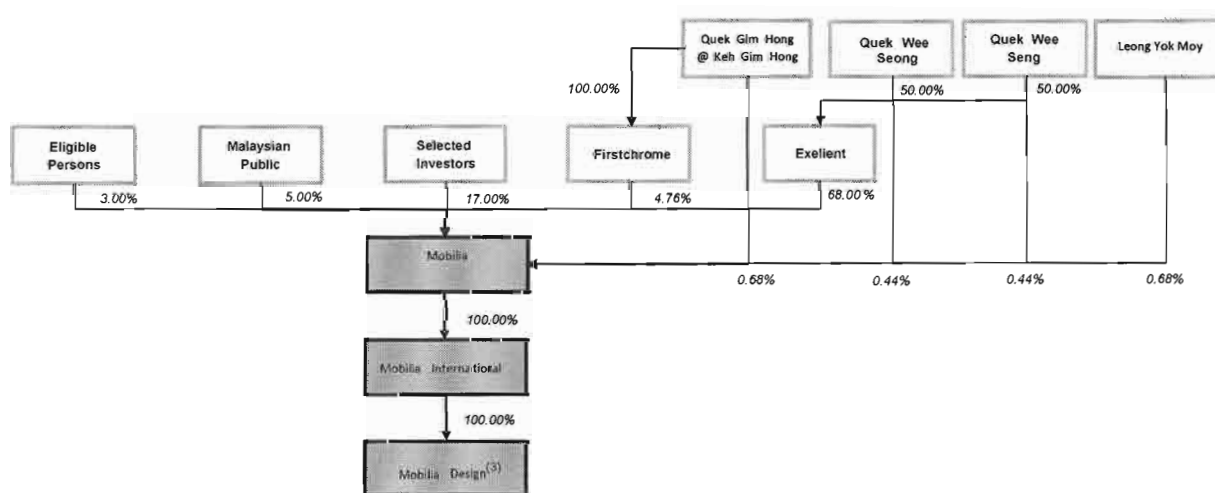 Quek Gim Hong
@ Keh Gim Hong
Quek Wee
Seong
Quek Wee
Seng
Leong Yok Moy
100.00%
50.00%
50.00%
Eligible
Persons
Malaysian
Public
Selected
Investors
Firstchrome
Exelient
3.00%
5.00%
17.00%
4.76%
68.00%
Mobilia
0.68%
0.44%
0.44%
0.68%
100.00%
Mobilia International
100.00%
Mobilia Design(3)